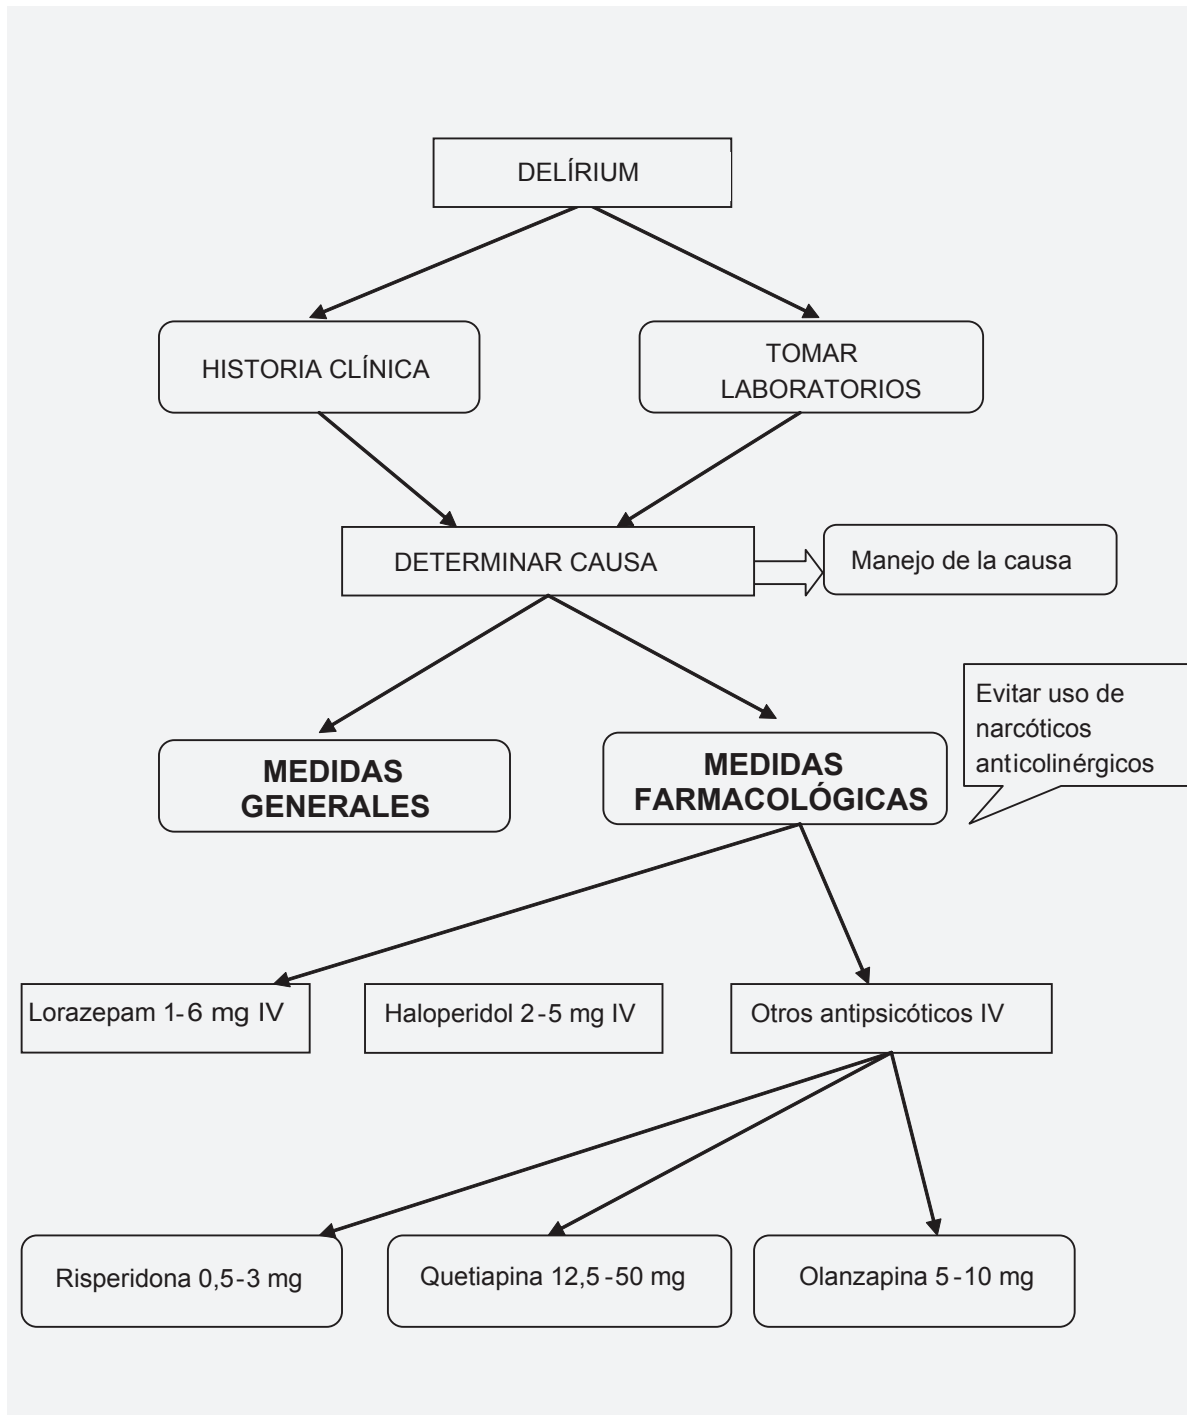 DELÍRIUM
HISTORIA CLÍNICA
TOMAR
LABORATORIOS
DETERMINAR CAUSA
Manejo de la causa
Evitar uso de
narcóticos
anticolinérgicos
MEDIDAS
GENERALES
MEDIDAS
FARMACOLÓGICAS
Lorazepam 1-6 mg IV
Haloperidol 2-5 mg IV
Otros antipsicóticos IV
Risperidona 0,5-3 mg
Quetiapina 12,5-50 mg
Olanzapina 5-10 mg